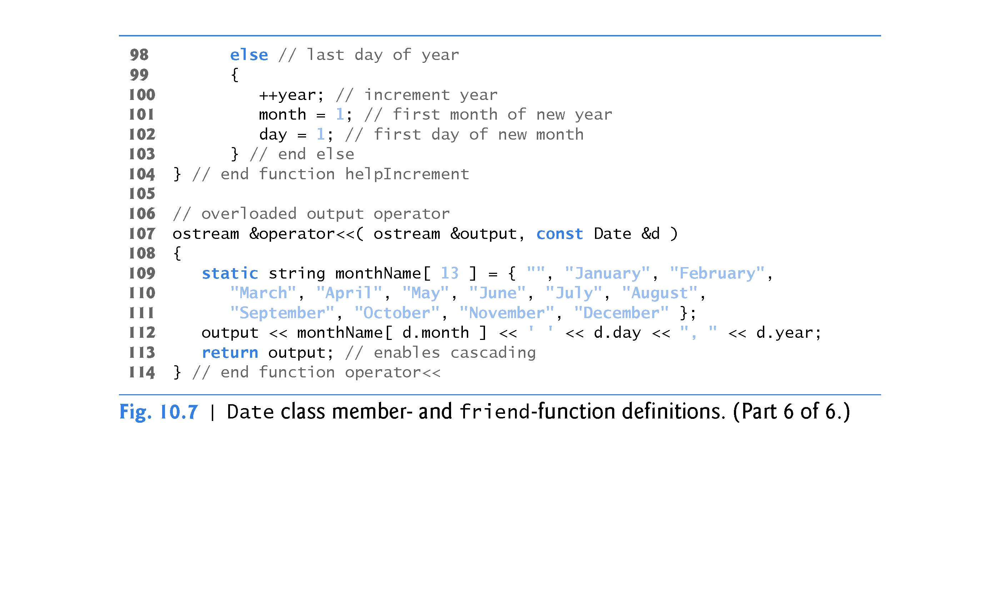 98         else // last day of year
99         {
100           ++year; // increment year
101           month = 1; // first month of new year
102           day = 1; // first day of new month
103        } // end else
104  } // end function helpIncrement
105
106  // overloaded output operator
107  ostream &operator<<( ostream &output, const Date &d )
108  {
109     static string monthName[ 13 ] = { "", "January", "February",
110        "March", "April", "May", "June", "July", "August",
111        "September", "October", "November", "December" };
112     output << monthName[ d.month ] << ' ' << d.day << ", " << d.year;
113     return output; // enables cascading
114  } // end function operator<<
Fig. 10.7 | Date class member- and friend-function definitions. (Part 6 of 6.)